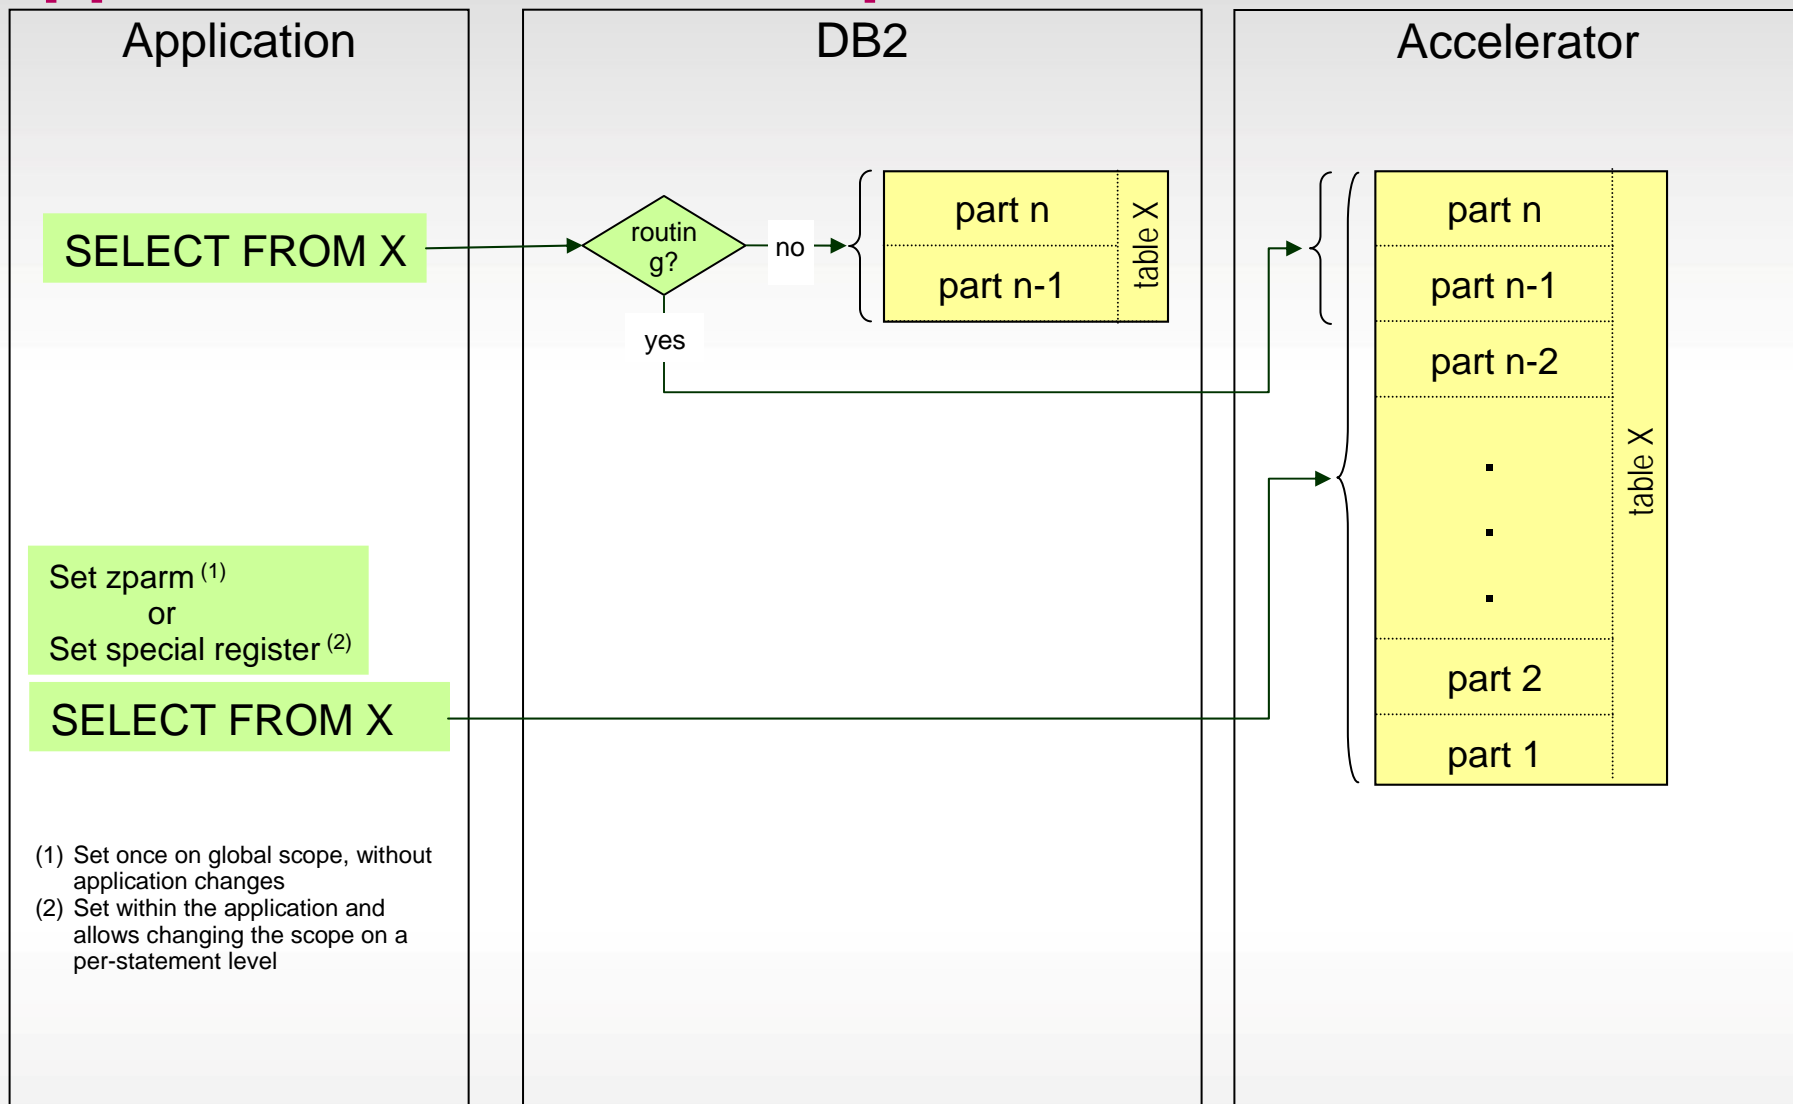 Application
DB2
Accelerator
SELECT FROM X
routin
g?
no
yes
part n
part n-1
table X
part n
part n-1
part n-2
.
.
.
part 2
part 1
table X
Set zparm (1)
or
Set special register (2)
SELECT FROM X
(1) Set once on global scope, without
application changes
(2) Set within the application and
allows changing the scope on a
per-statement level